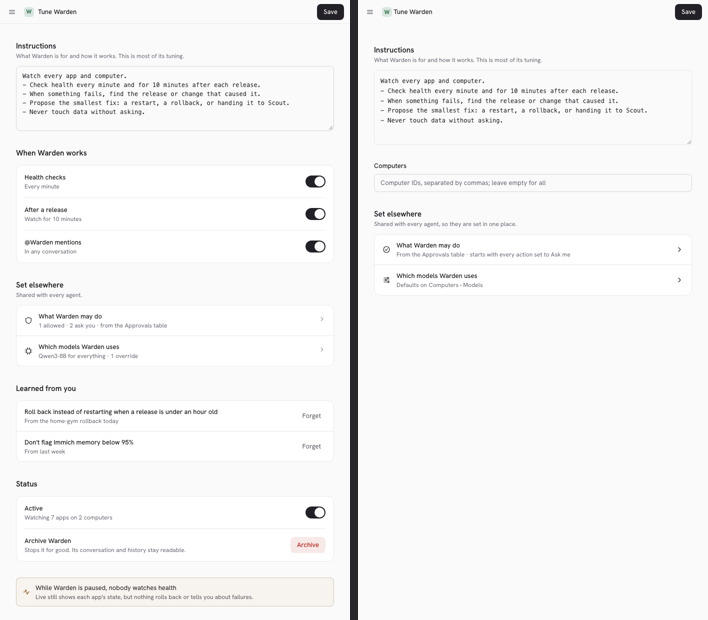 W Tune Warden
Save
Instructions
What Warden is for and how it works. This is most of its tuning.
Watch every app and computer.
- Check health every minute and for 10 minutes after each release.
- When something fails, find the release or change that caused it.
- Propose the smallest fix: a restart, a rollback, or handing it to Scout.
- Never touch data without asking.
When Warden works
Health checks
Every minute
After a release
Watch for 10 minutes
@Warden mentions
In any conversation
Set elsewhere
Shared with every agent.
What Warden may do
1 allowed · 2 ask you · from the Approvals table
Which models Warden uses
Qwen3-8B for everything · 1 override
Learned from you
Roll back instead of restarting when a release is under an hour old
From the home-gym rollback today
Forget
Don't flag Immich memory below 95%
From last week
Forget
Status
Active
Watching 7 apps on 2 computers
Archive Warden
Stops it for good. Its conversation and history stay readable.
Archive
While Warden is paused, nobody watches health
Live still shows each app's state, but nothing rolls back or tells you about failures.
W Tune Warden
Save
Instructions
What Warden is for and how it works. This is most of its tuning.
Watch every app and computer.
- Check health every minute and for 10 minutes after each release.
- When something fails, find the release or change that caused it.
- Propose the smallest fix: a restart, a rollback, or handing it to Scout.
- Never touch data without asking.
Computers
Computer IDs, separated by commas; leave empty for all
Set elsewhere
Shared with every agent, so they are set in one place.
What Warden may do
From the Approvals table · starts with every action set to Ask me
Which models Warden uses
Defaults on Computers › Models